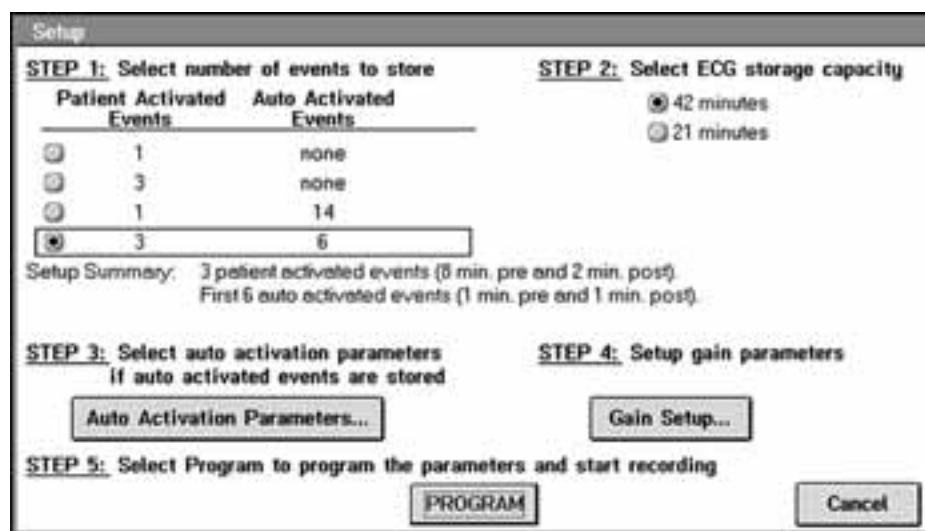 Setup
STEP 1: Select number of events to store
Patient Activated Events
Auto Activated Events
1 none
3 none
1 14
3 6
Setup Summary: 3 patient activated events (8 min. pre and 2 min. post).
First 6 auto activated events (1 min. pre and 1 min. post).
STEP 2: Select ECG storage capacity
42 minutes
21 minutes
STEP 3: Select auto activation parameters
if auto activated events are stored
Auto Activation Parameters...
STEP 4: Setup gain parameters
Gain Setup...
STEP 5: Select Program to program the parameters and start recording
PROGRAM
Cancel